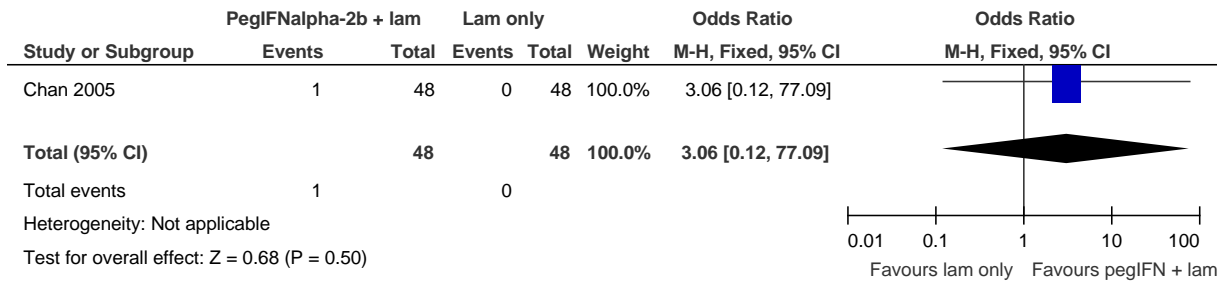 PegIFNalpha-2b + lam Lam only Odds Ratio Odds Ratio
Study or Subgroup Events Total Events Total Weight M-H, Fixed, 95% CI M-H, Fixed, 95% CI
Chan 2005 1 48 0 48 100.0% 3.06 [0.12, 77.09]
Total (95% CI) 48 48 100.0% 3.06 [0.12, 77.09]
Total events 1 0
Heterogeneity: Not applicable
Test for overall effect: Z = 0.68 (P = 0.50)
0.01 0.1 1 10 100
Favours lam only Favours pegIFN + lam